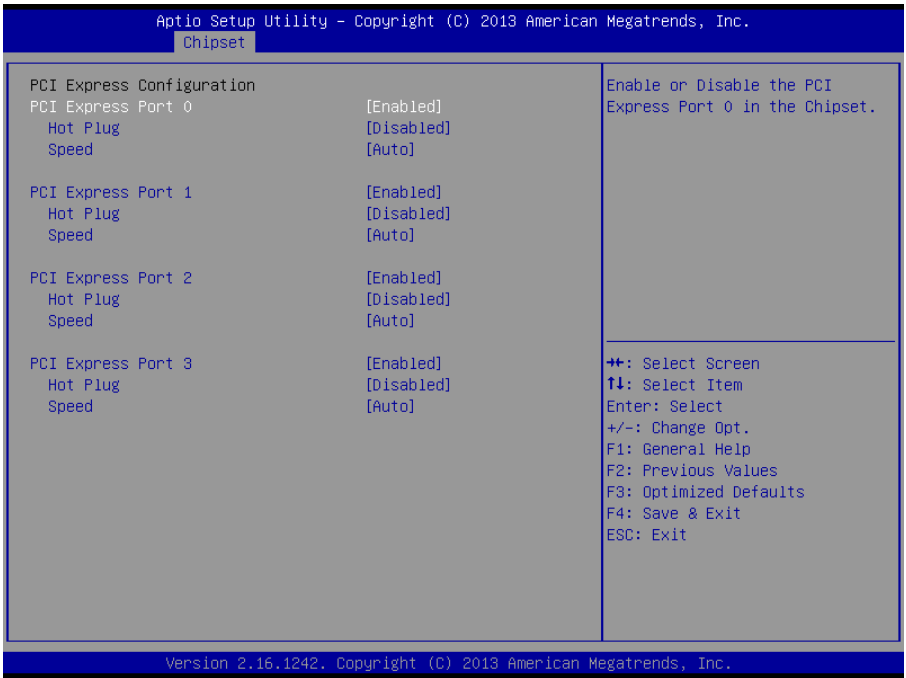 Aptio Setup Utility – Copyright (C) 2013 American Megatrends, Inc.
Chipset
PCI Express Configuration
PCI Express Port 0 [Enabled]
Hot Plug [Disabled]
Speed [Auto]
PCI Express Port 1 [Enabled]
Hot Plug [Disabled]
Speed [Auto]
PCI Express Port 2 [Enabled]
Hot Plug [Disabled]
Speed [Auto]
PCI Express Port 3 [Enabled]
Hot Plug [Disabled]
Speed [Auto]
Enable or Disable the PCI
Express Port 0 in the Chipset.
→←: Select Screen
↑↓: Select Item
Enter: Select
+/-: Change Opt.
F1: General Help
F2: Previous Values
F3: Optimized Defaults
F4: Save & Exit
ESC: Exit
Version 2.16.1242. Copyright (C) 2013 American Megatrends, Inc.